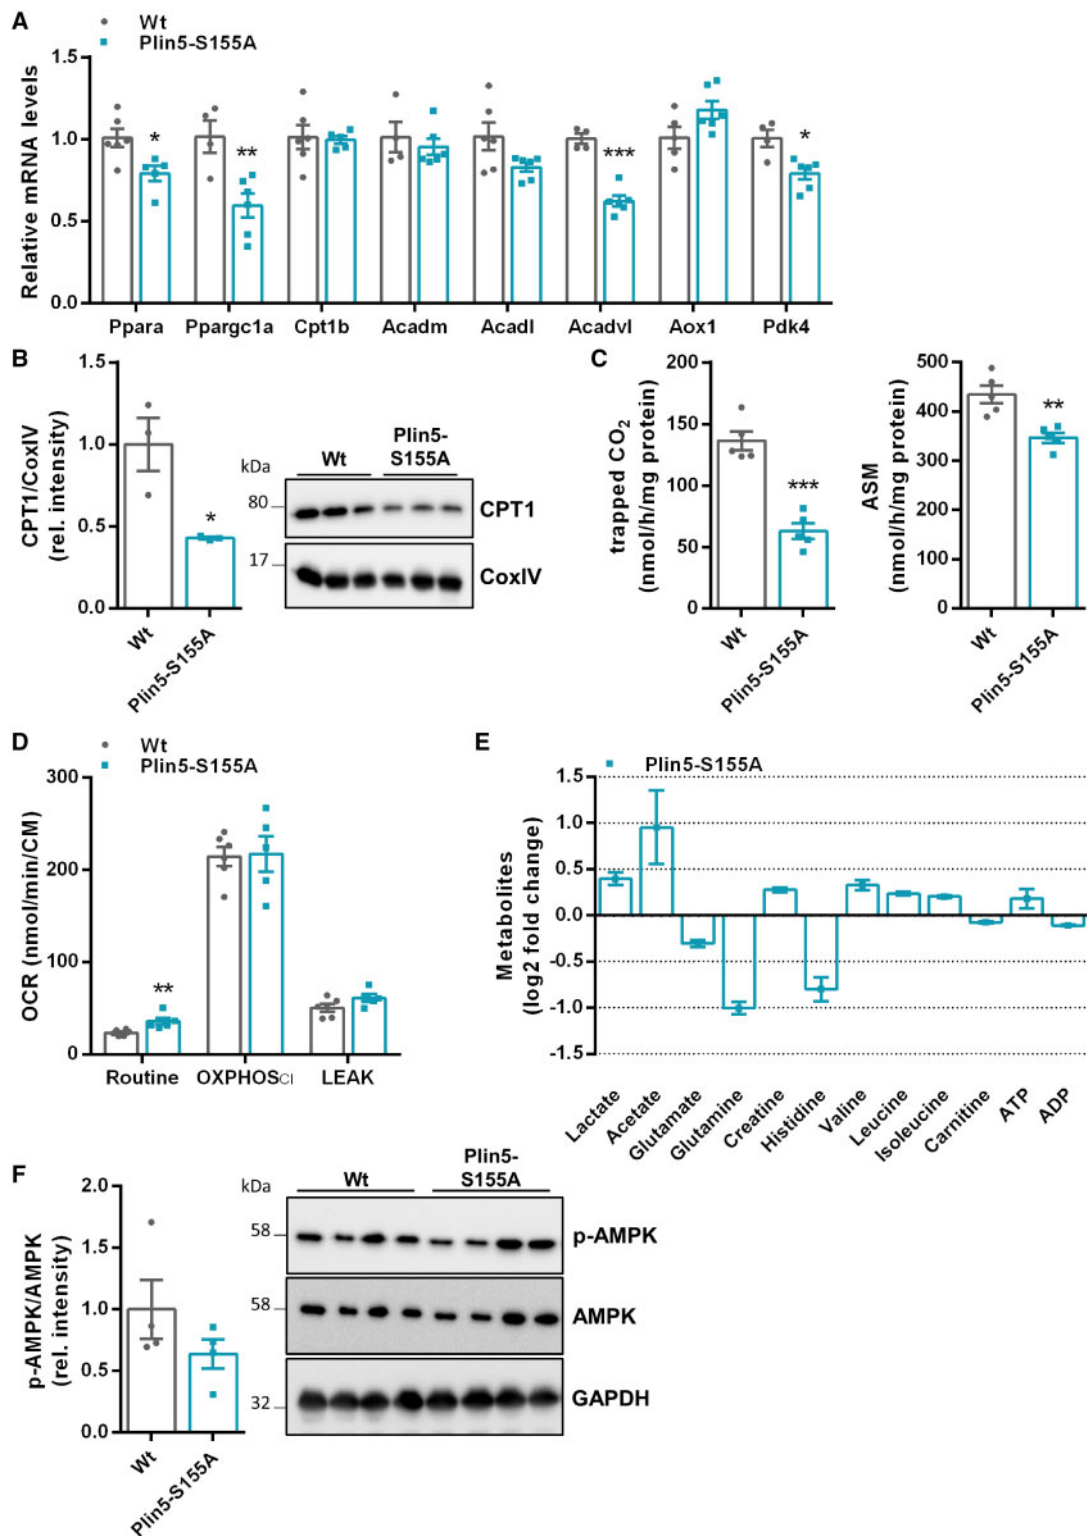 A
Wt
Plin5-S155A
Relative mRNA levels
1.5
1.0
0.5
0.0
* ** *** *
Ppara Ppargc1a Cpt1b Acadm Acadl Acadvl Aox1 Pdk4
B
CPT1/CoxIV
(rel. intensity)
1.5
1.0
0.5
0.0
*
Wt
Plin5-S155A
kDa
Wt
Plin5-
S155A
80
CPT1
17
CoxIV
C
trapped CO2
(nmol/h/mg protein)
200
150
100
50
0
***
Wt
Plin5-S155A
ASM
(nmol/h/mg protein)
500
400
300
200
100
0
**
Wt
Plin5-S155A
D
Wt
Plin5-S155A
OCR (nmol/min/CM)
300
200
100
0
**
Routine OXPHOSCI LEAK
E
Plin5-S155A
Metabolites
(log2 fold change)
1.5
1.0
0.5
0.0
-0.5
-1.0
-1.5
Lactate
Acetate
Glutamate
Glutamine
Creatine
Histidine
Valine
Leucine
Isoleucine
Carnitine
ATP
ADP
F
p-AMPK/AMPK
(rel. intensity)
2.0
1.5
1.0
0.5
0.0
Wt
Plin5-S155A
kDa
Wt
Plin5-
S155A
58
p-AMPK
58
AMPK
32
GAPDH